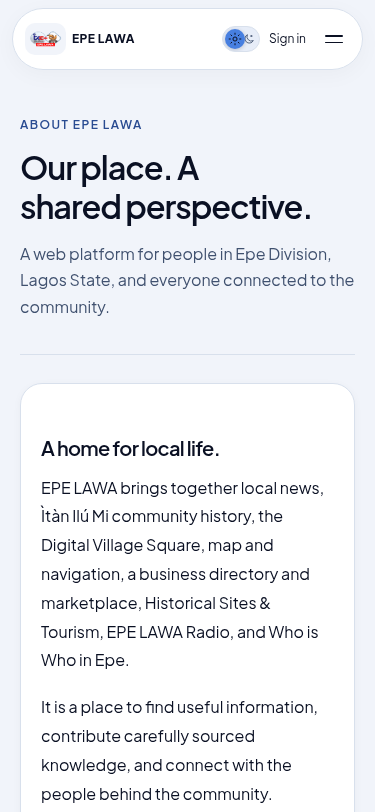 EPE LAWA
Sign in
ABOUT EPE LAWA
Our place. A
shared perspective.
A web platform for people in Epe Division,
Lagos State, and everyone connected to the
community.
A home for local life.
EPE LAWA brings together local news,
Ìtàn Ilú Mi community history, the
Digital Village Square, map and
navigation, a business directory and
marketplace, Historical Sites &
Tourism, EPE LAWA Radio, and Who is
Who in Epe.
It is a place to find useful information,
contribute carefully sourced
knowledge, and connect with the
people behind the community.